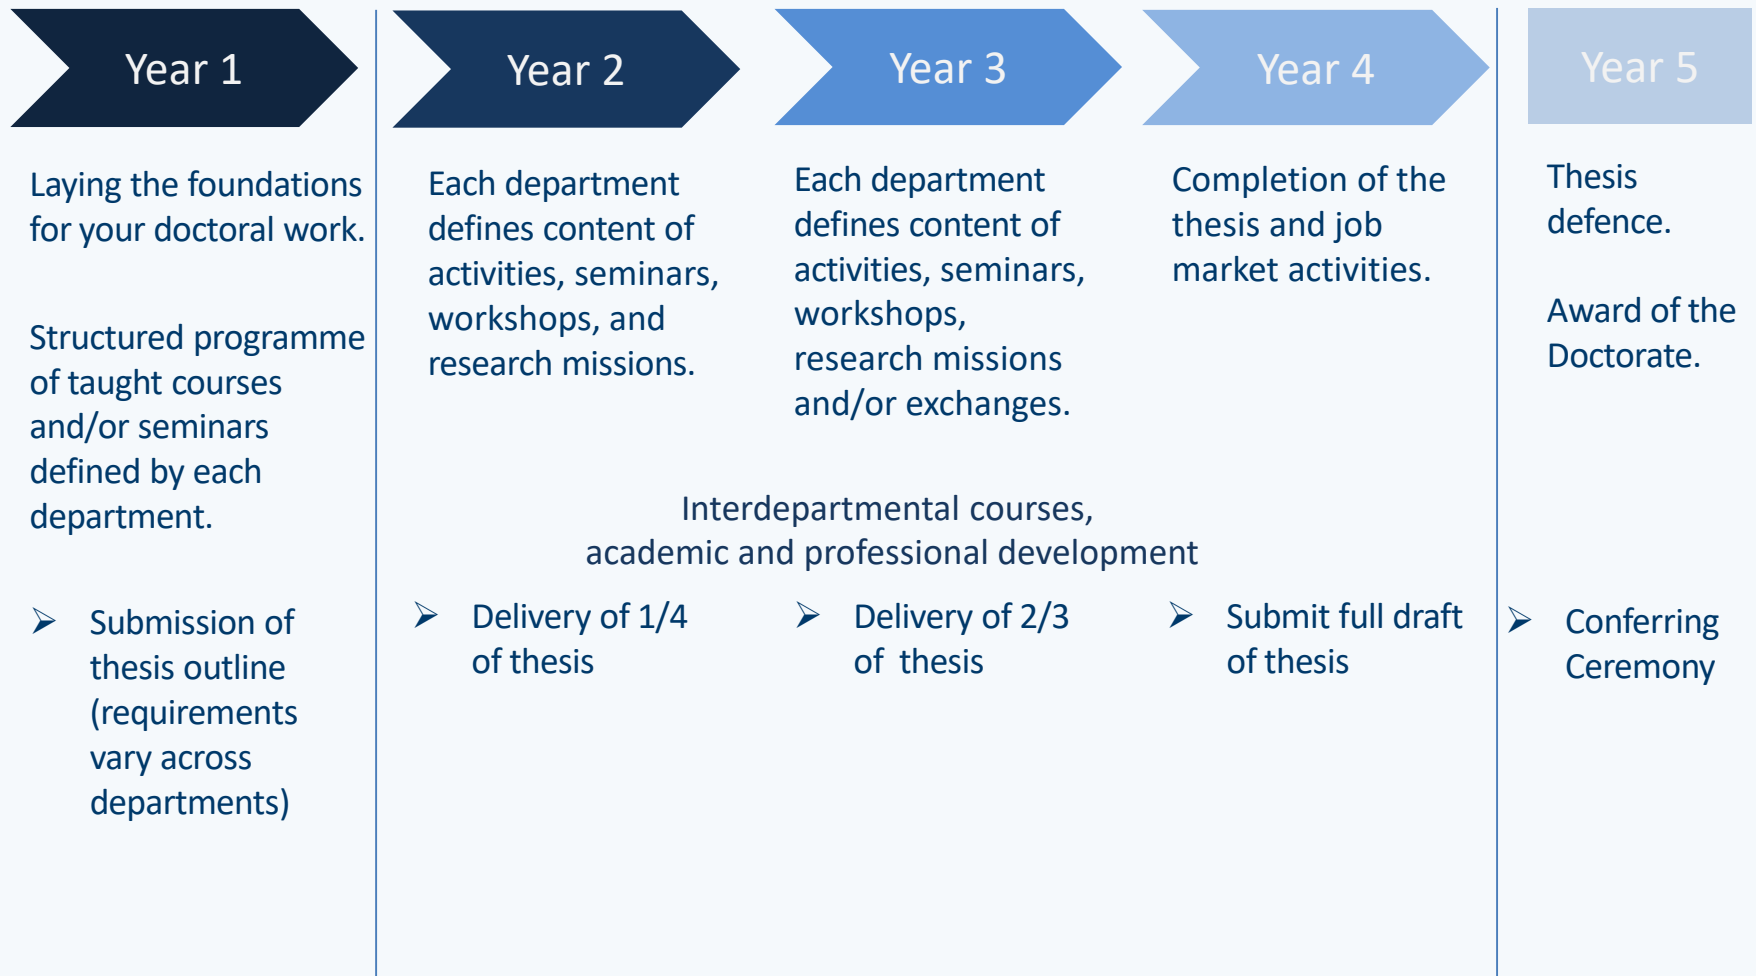 Year 1
Year 2
Year 3
Year 4
Year 5
Laying the foundations
for your doctoral work.
Structured programme
of taught courses
and/or seminars
defined by each
department.
➢ Submission of
thesis outline
(requirements
vary across
departments)
Each department
defines content of
activities, seminars,
workshops, and
research missions.
Each department
defines content of
activities, seminars,
workshops,
research missions
and/or exchanges.
Completion of the
thesis and job
market activities.
Interdepartmental courses,
academic and professional development
➢ Delivery of 1/4
of thesis
➢ Delivery of 2/3
of thesis
➢ Submit full draft
of thesis
Thesis
defence.
Award of the
Doctorate.
➢ Conferring
Ceremony